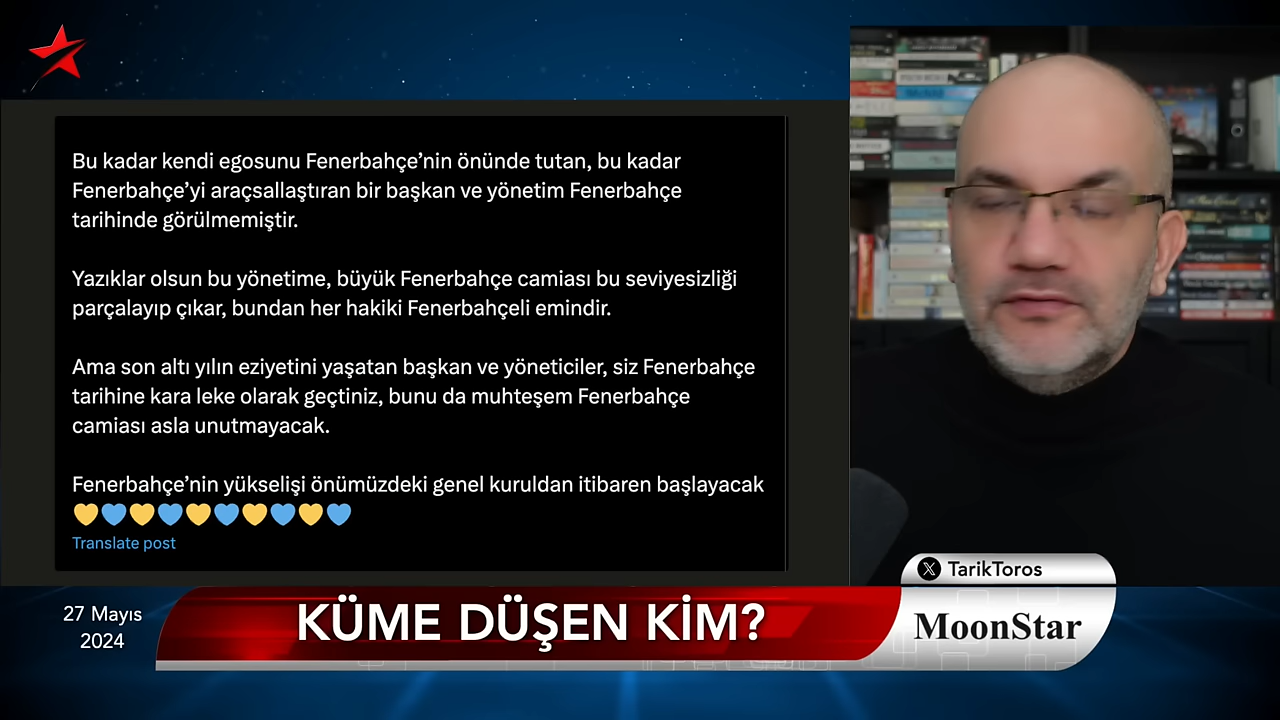 Bu kadar kendi egosunu Fenerbahçe’nin önünde tutan, bu kadar
Fenerbahçe’yi araçsallaştıran bir başkan ve yönetim Fenerbahçe
tarihinde görülmemiştir.
Yazıklar olsun bu yönetime, büyük Fenerbahçe camiası bu seviyesizliği
parçalayıp çıkar, bundan her hakiki Fenerbahçeli emindir.
Ama son altı yılın eziyetini yaşatan başkan ve yöneticiler, siz Fenerbahçe
tarihine kara leke olarak geçtiniz, bunu da muhteşem Fenerbahçe
camiası asla unutmayacak.
Fenerbahçe’nin yükselişi önümüzdeki genel kuruldan itibaren başlayacak
💛💙💛💙💛💙💛💙💛💙
Translate post
X TarikToros
27 Mayıs
2024
KÜME DÜŞEN KİM?
MoonStar